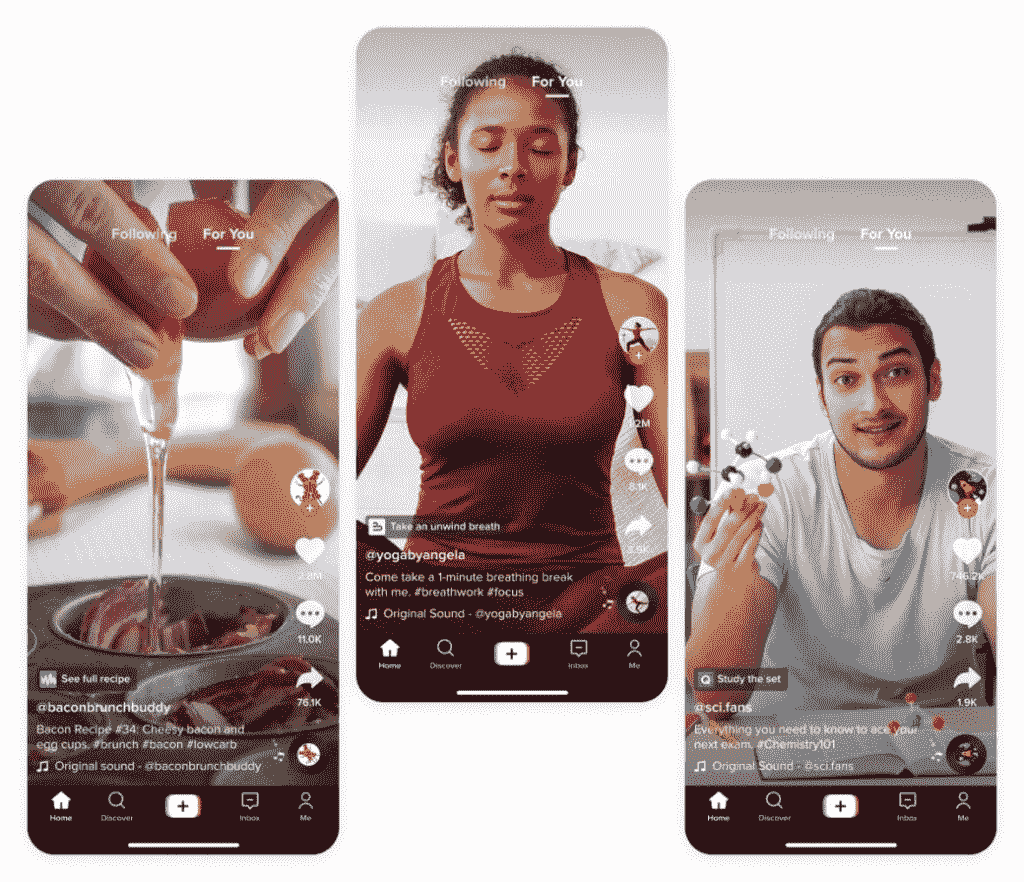 Following For You
See full recipe
@baconbrunchbuddy
Bacon Recipe #34: Cheesy bacon and
egg cups. #brunch #bacon #lowcarb
Original sound - @baconbrunchbuddy
2.8M
11.0K
76.1K
Home Discover Inbox Me
Following For You
Take an unwind breath
@yogabyangela
Come take a 1-minute breathing break
with me. #breathwork #focus
Original Sound - @yogabyangela
8.1K
Home Discover Inbox Me
Following For You
Study the set
@sci.fans
Everything you need to know to ace your
next exam. #Chemistry101
Original Sound - @sci.fans
746.2K
2.8K
1.9K
Home Discover Inbox Me